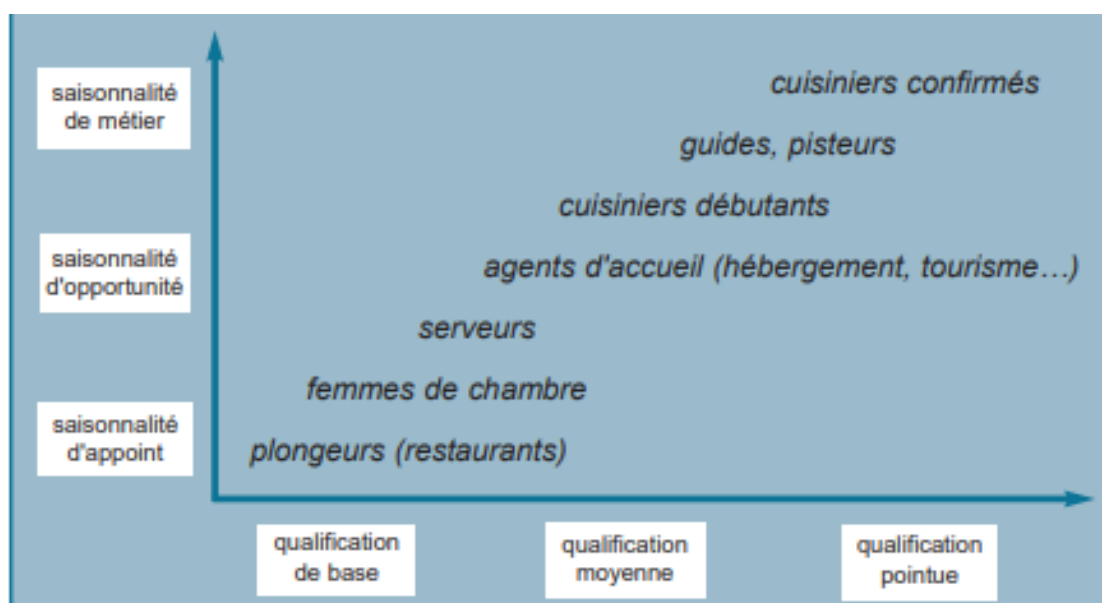 cuisiniers confirmés
saisonnalité
de métier
guides, pisteurs
cuisiniers débutants
saisonnalité
d'opportunité
agents d'accueil (hébergement, tourisme…)
serveurs
femmes de chambre
saisonnalité
d'appoint
plongeurs (restaurants)
qualification
de base
qualification
moyenne
qualification
pointue